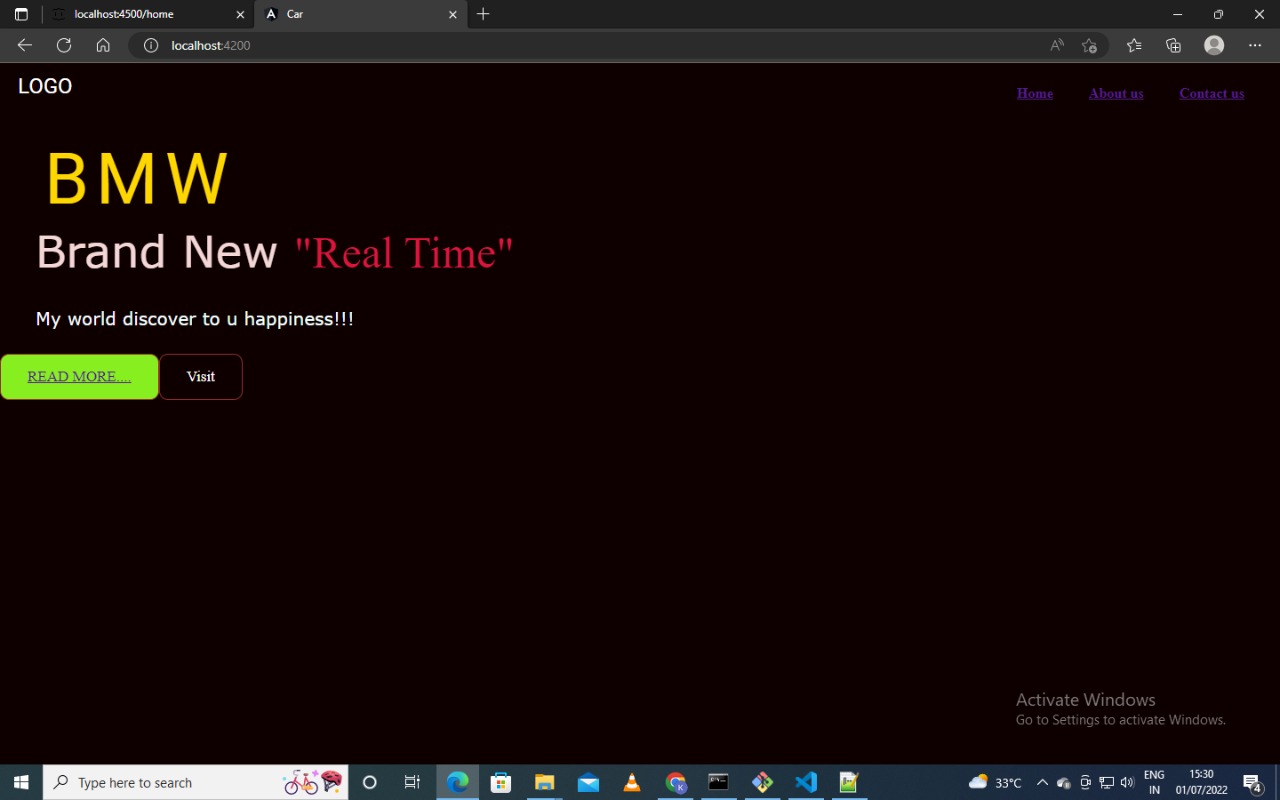 localhost:4500/home
Car
localhost:4200
LOGO
Home About us Contact us
BMW
Brand New "Real Time"
My world discover to u happiness!!!
READ MORE.... Visit
Activate Windows
Go to Settings to activate Windows.
Type here to search
33°C
ENG
IN
15:30
01/07/2022
4